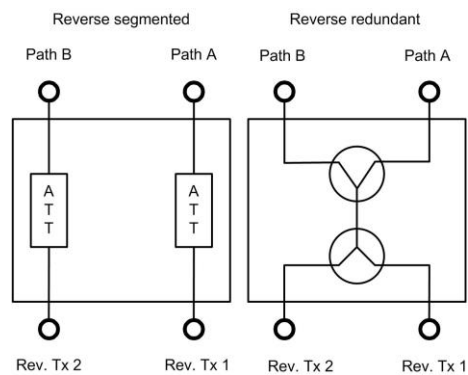 Reverse segmented
Reverse redundant
Path B
Path A
Path B
Path A
A
T
T
A
T
T
Rev. Tx 2
Rev. Tx 1
Rev. Tx 2
Rev. Tx 1